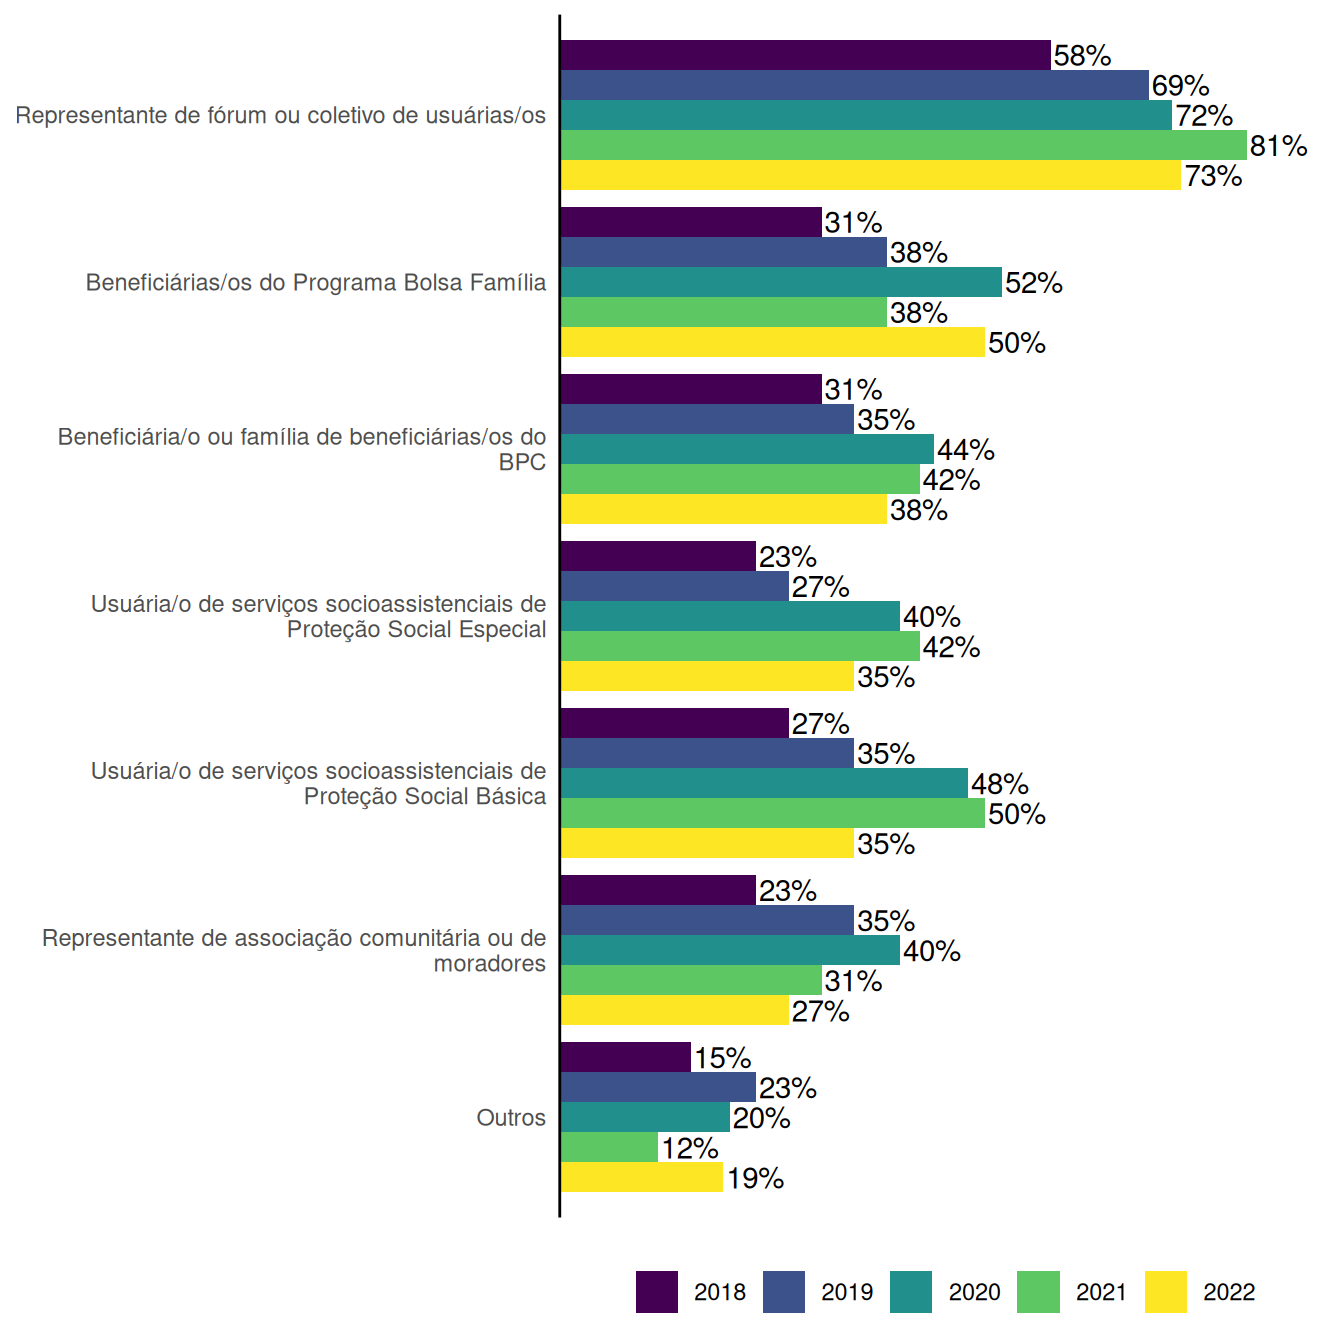 58%
69%
Representante de fórum ou coletivo de usuárias/os
72%
81%
73%
31%
38%
Beneficiárias/os do Programa Bolsa Família
52%
38%
50%
31%
35%
Beneficiária/o ou família de beneficiárias/os do
BPC
44%
42%
38%
23%
27%
Usuária/o de serviços socioassistenciais de
Proteção Social Especial
40%
42%
35%
27%
35%
Usuária/o de serviços socioassistenciais de
Proteção Social Básica
48%
50%
35%
23%
35%
Representante de associação comunitária ou de
moradores
40%
31%
27%
15%
23%
Outros
20%
12%
19%
2018 2019 2020 2021 2022